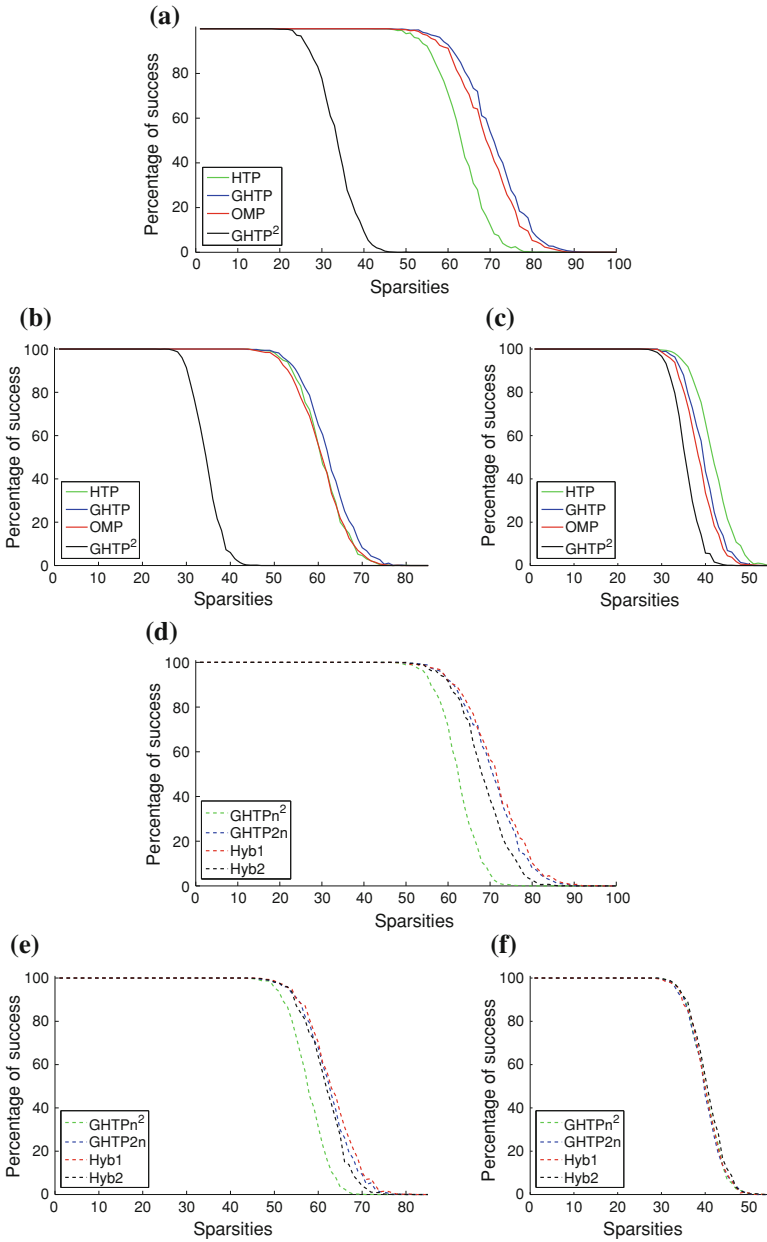 (a)
Percentage of success
80
60
40
20
0
HTP
GHTP
OMP
GHTP²
0 10 20 30 40 50 60 70 80 90 100
Sparsities
(b)
Percentage of success
100
80
60
40
20
0
HTP
GHTP
OMP
GHTP²
0 10 20 30 40 50 60 70 80
Sparsities
(c)
Percentage of success
100
80
60
40
20
0
HTP
GHTP
OMP
GHTP²
0 10 20 30 40 50
Sparsities
(d)
Percentage of success
100
80
60
40
20
0
GHTPn²
GHTP2n
Hyb1
Hyb2
0 10 20 30 40 50 60 70 80 90 100
Sparsities
(e)
Percentage of success
100
80
60
40
20
0
GHTPn²
GHTP2n
Hyb1
Hyb2
0 10 20 30 40 50 60 70 80
Sparsities
(f)
Percentage of success
100
80
60
40
20
0
GHTPn²
GHTP2n
Hyb1
Hyb2
0 10 20 30 40 50
Sparsities